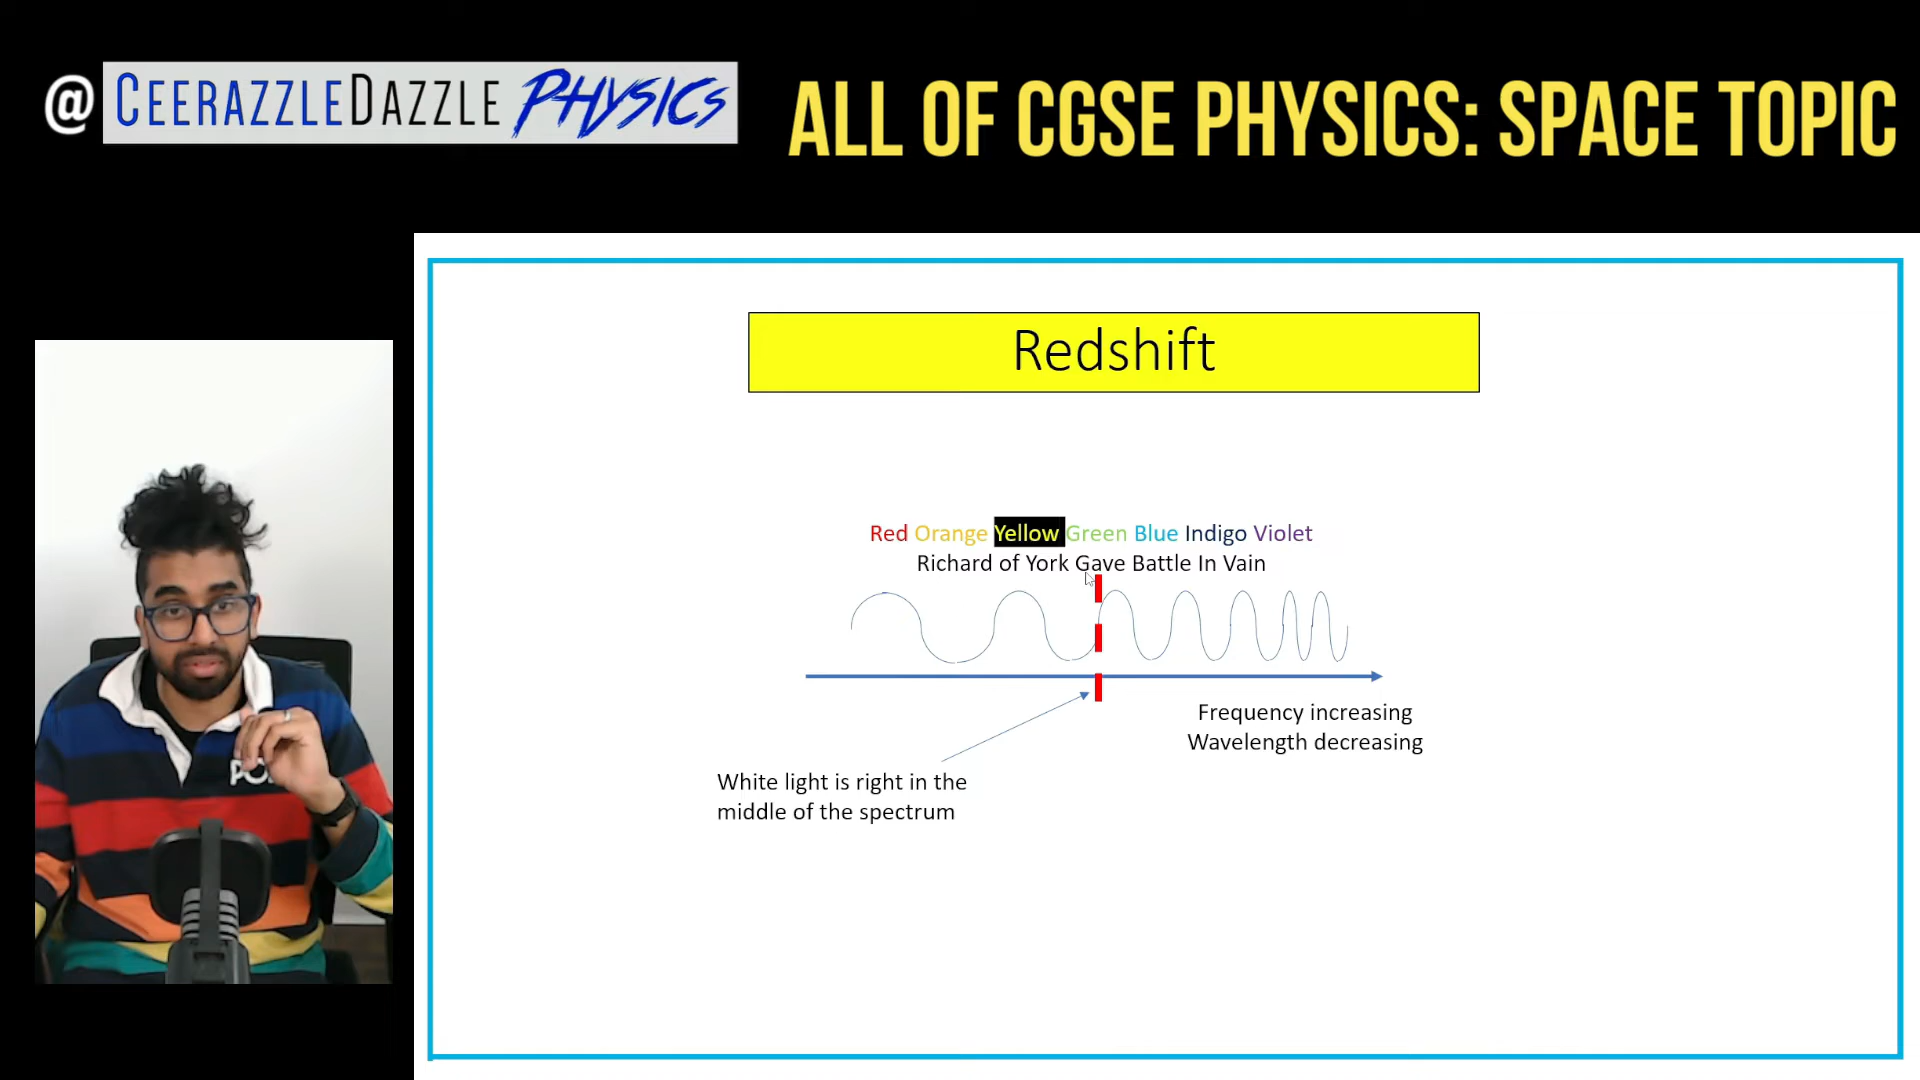 @ CEERAZZLEDAZZLE PHYSICS
ALL OF CGSE PHYSICS: SPACE TOPIC
Redshift
Red Orange Yellow Green Blue Indigo Violet
Richard of York Gave Battle In Vain
Frequency increasing
Wavelength decreasing
White light is right in the
middle of the spectrum